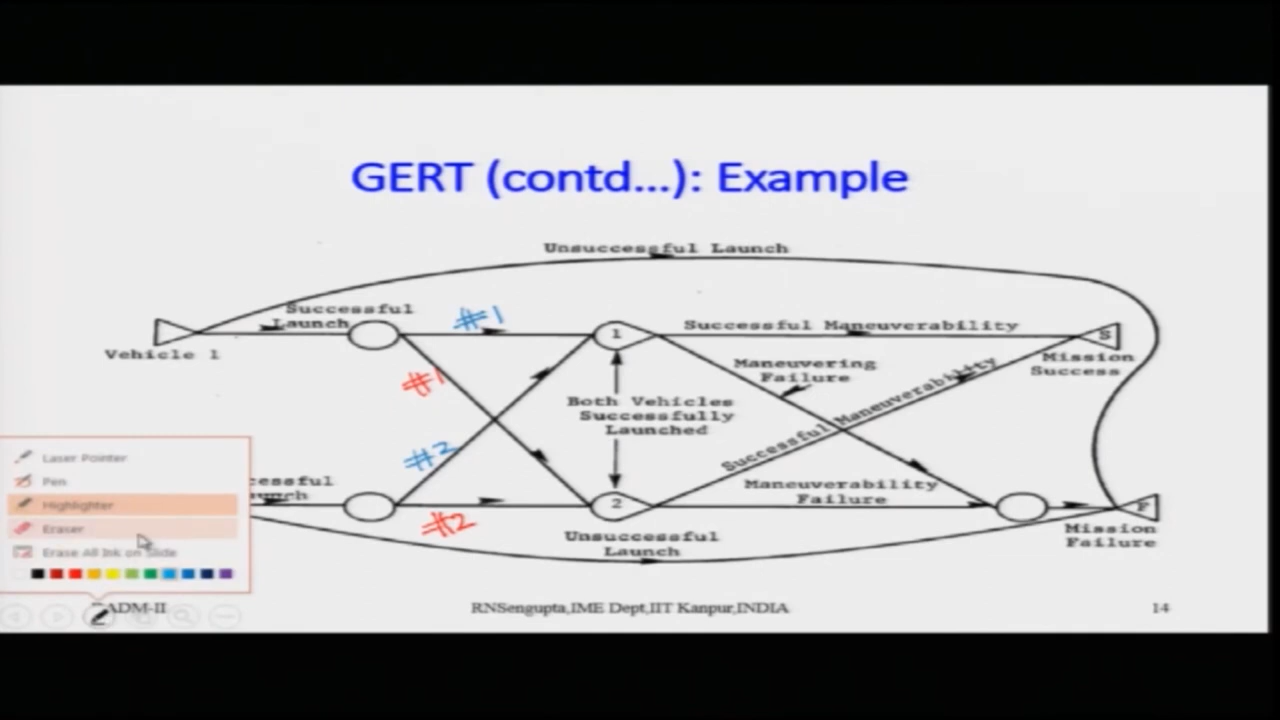 GERT (contd...): Example
Unsuccessful Launch
Successful
Launch
#1
Vehicle 1
1
Successful Maneuverability
S
Mission
Success
#1
Maneuvering
Failure
Both Vehicles
Successfully
Launched
Successful Maneuverability
#2
Laser Pointer
Pen
Highlighter
Eraser
Erase All Ink on Slide
2
#2
Maneuverability
Failure
F
Mission
Failure
Unsuccessful
Launch
RNSengupta,IME Dept,IIT Kanpur,INDIA
14